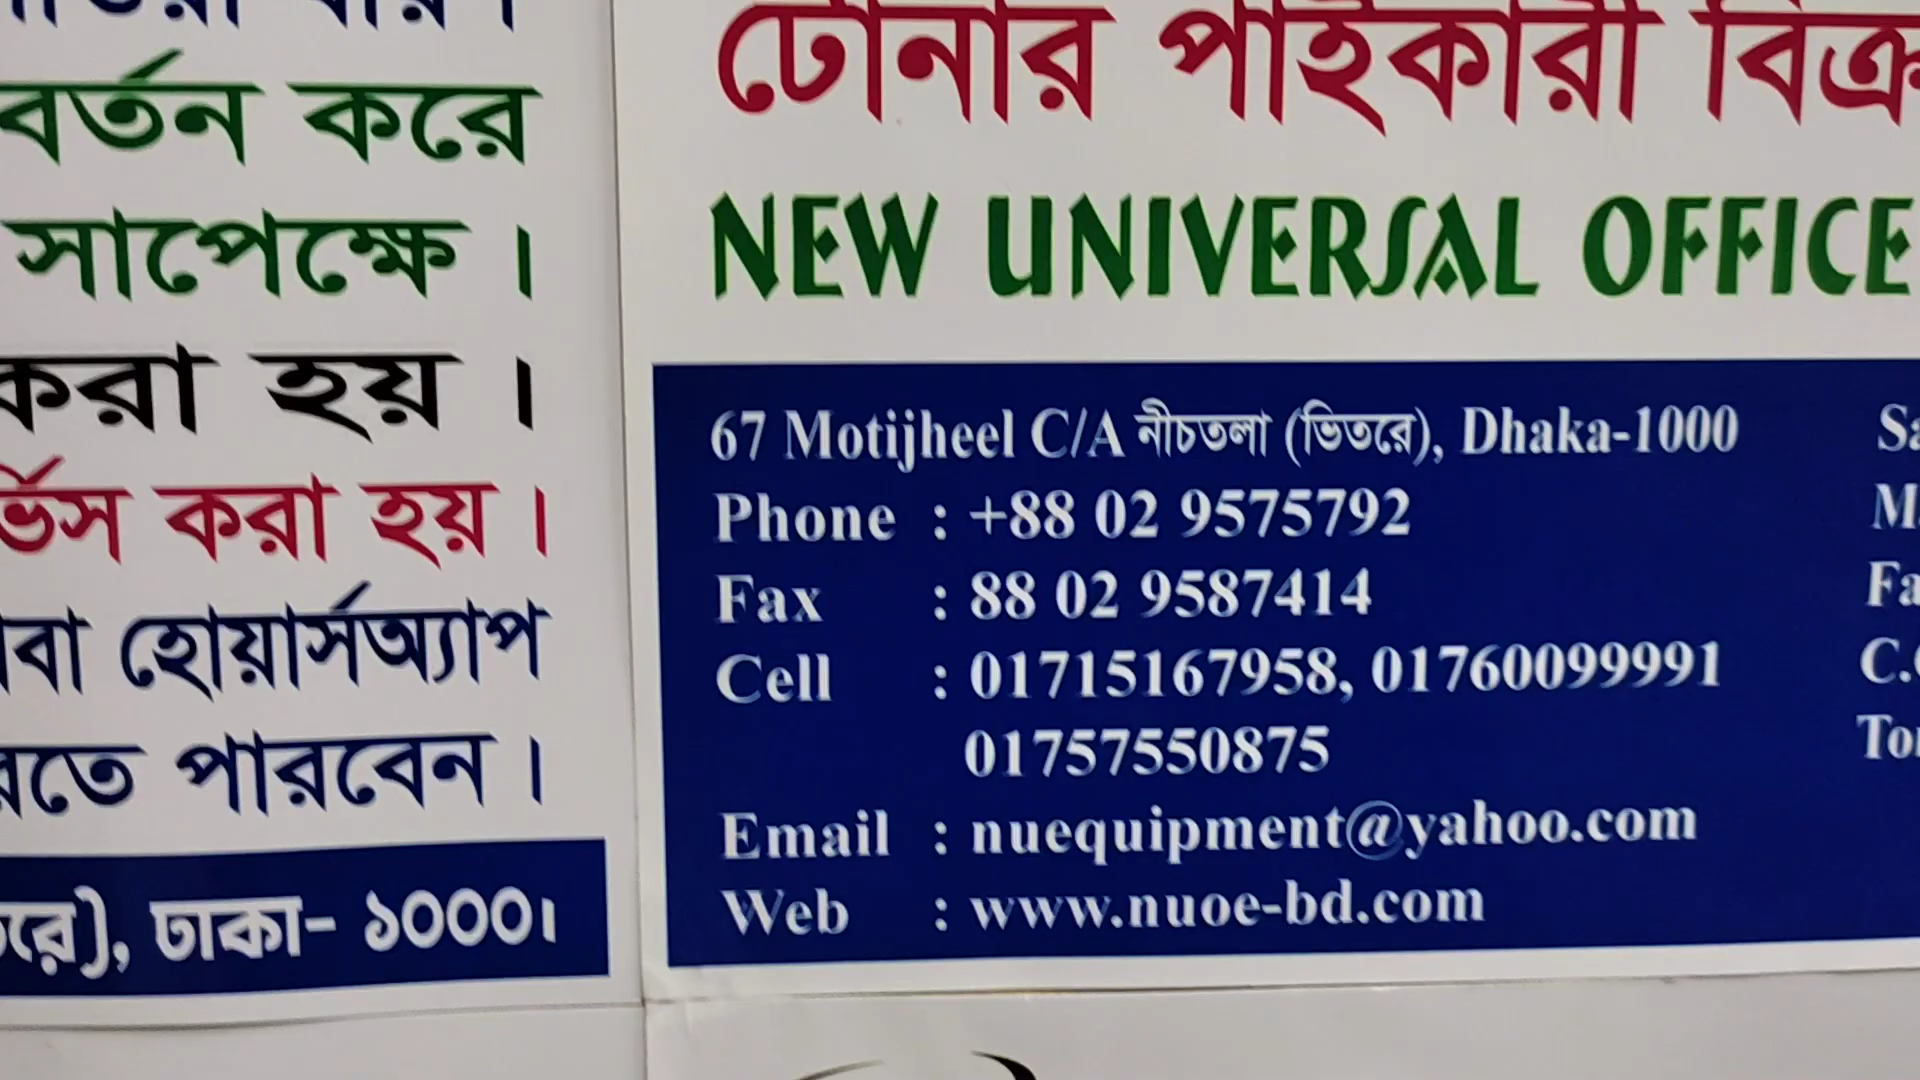 বর্তন করে
সাপেক্ষে ।
করা হয় ।
র্ভিস করা হয় ।
হোয়ার্সঅ্যাপ
পারবেন ।
ঢাকা- ১০০০।
টোনার পাইকারী বিক্র
NEW UNIVERSAL OFFICE
67 Motijheel C/A নীচতলা (ভিতরে), Dhaka-1000
Phone : +88 02 9575792
Fax : 88 02 9587414
Cell : 01715167958, 01760099991
01757550875
Email : nuequipment@yahoo.com
Web : www.nuoe-bd.com